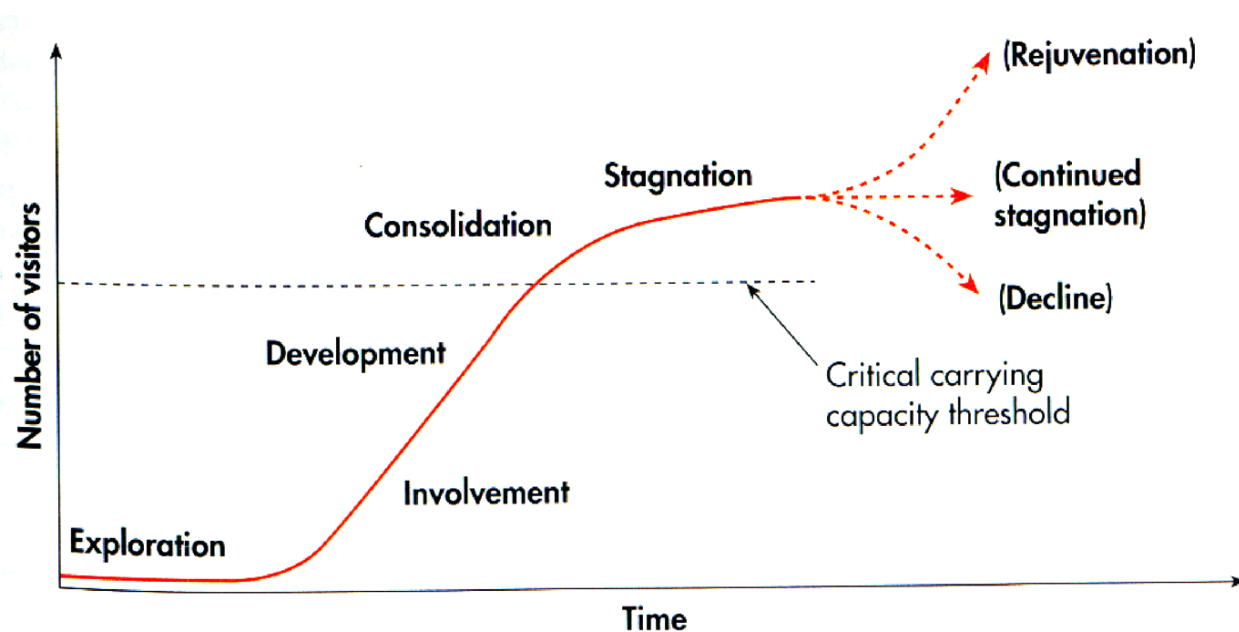 (Rejuvenation)
Stagnation
(Continued
stagnation)
Consolidation
(Decline)
Development
Critical carrying
capacity threshold
Involvement
Exploration
Number of visitors
Time